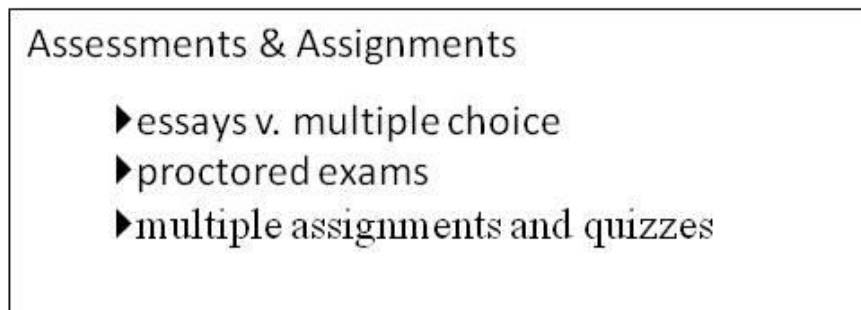 Assessments & Assignments
essays v. multiple choice
proctored exams
multiple assignments and quizzes